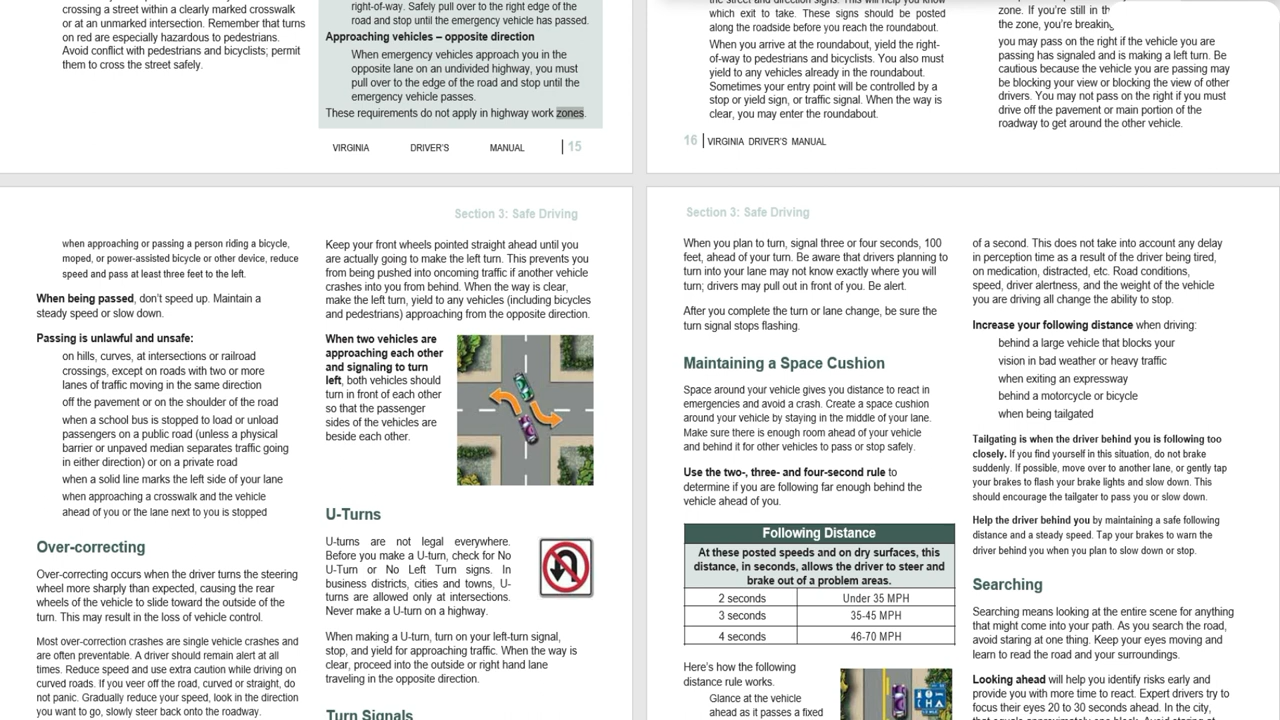 crossing a street within a clearly marked crosswalk
or at an unmarked intersection. Remember that turns
on red are especially hazardous to pedestrians.
Avoid conflict with pedestrians and bicyclists; permit
them to cross the street safely.
right-of-way. Safely pull over to the right edge of the
road and stop until the emergency vehicle has passed.
Approaching vehicles – opposite direction
When emergency vehicles approach you in the
opposite lane on an undivided highway, you must
pull over to the edge of the road and stop until the
emergency vehicle passes.
These requirements do not apply in highway work zones.
VIRGINIA DRIVER'S MANUAL | 15
the street and direction signs. This will help you know
which exit to take. These signs should be posted
along the roadside before you reach the roundabout.
When you arrive at the roundabout, yield the right-
of-way to pedestrians and bicyclists. You also must
yield to any vehicles already in the roundabout.
Sometimes your entry point will be controlled by a
stop or yield sign, or traffic signal. When the way is
clear, you may enter the roundabout.
16 | VIRGINIA DRIVER'S MANUAL
zone. If you're still in th
the zone, you're breaking
you may pass on the right if the vehicle you are
passing has signaled and is making a left turn. Be
cautious because the vehicle you are passing may
be blocking your view or blocking the view of other
drivers. You may not pass on the right if you must
drive off the pavement or main portion of the
roadway to get around the other vehicle.
Section 3: Safe Driving
when approaching or passing a person riding a bicycle,
moped, or power-assisted bicycle or other device, reduce
speed and pass at least three feet to the left.
When being passed, don't speed up. Maintain a
steady speed or slow down.
Passing is unlawful and unsafe:
on hills, curves, at intersections or railroad
crossings, except on roads with two or more
lanes of traffic moving in the same direction
off the pavement or on the shoulder of the road
when a school bus is stopped to load or unload
passengers on a public road (unless a physical
barrier or unpaved median separates traffic going
in either direction) or on a private road
when a solid line marks the left side of your lane
when approaching a crosswalk and the vehicle
ahead of you or the lane next to you is stopped
Over-correcting
Over-correcting occurs when the driver turns the steering
wheel more sharply than expected, causing the rear
wheels of the vehicle to slide toward the outside of the
turn. This may result in the loss of vehicle control.
Most over-correction crashes are single vehicle crashes and
are often preventable. A driver should remain alert at all
times. Reduce speed and use extra caution while driving on
curved roads. If you veer off the road, curved or straight, do
not panic. Gradually reduce your speed, look in the direction
you want to go, slowly steer back onto the roadway.
Keep your front wheels pointed straight ahead until you
are actually going to make the left turn. This prevents you
from being pushed into oncoming traffic if another vehicle
crashes into you from behind. When the way is clear,
make the left turn, yield to any vehicles (including bicycles
and pedestrians) approaching from the opposite direction.
When two vehicles are
approaching each other
and signaling to turn
left, both vehicles should
turn in front of each other
so that the passenger
sides of the vehicles are
beside each other.
U-Turns
U-turns are not legal everywhere.
Before you make a U-turn, check for No
U-Turn or No Left Turn signs. In
business districts, cities and towns, U-
turns are allowed only at intersections.
Never make a U-turn on a highway.
When making a U-turn, turn on your left-turn signal,
stop, and yield for approaching traffic. When the way is
clear, proceed into the outside or right hand lane
traveling in the opposite direction.
Turn Signals
Section 3: Safe Driving
When you plan to turn, signal three or four seconds, 100
feet, ahead of your turn. Be aware that drivers planning to
turn into your lane may not know exactly where you will
turn; drivers may pull out in front of you. Be alert.
After you complete the turn or lane change, be sure the
turn signal stops flashing.
Maintaining a Space Cushion
Space around your vehicle gives you distance to react in
emergencies and avoid a crash. Create a space cushion
around your vehicle by staying in the middle of your lane.
Make sure there is enough room ahead of your vehicle
and behind it for other vehicles to pass or stop safely.
Use the two-, three- and four-second rule to
determine if you are following far enough behind the
vehicle ahead of you.
Following Distance
At these posted speeds and on dry surfaces, this
distance, in seconds, allows the driver to steer and
brake out of a problem areas.
2 seconds Under 35 MPH
3 seconds 35-45 MPH
4 seconds 46-70 MPH
Here's how the following
distance rule works.
Glance at the vehicle
ahead as it passes a fixed
of a second. This does not take into account any delay
in perception time as a result of the driver being tired,
on medication, distracted, etc. Road conditions,
speed, driver alertness, and the weight of the vehicle
you are driving all change the ability to stop.
Increase your following distance when driving:
behind a large vehicle that blocks your
vision in bad weather or heavy traffic
when exiting an expressway
behind a motorcycle or bicycle
when being tailgated
Tailgating is when the driver behind you is following too
closely. If you find yourself in this situation, do not brake
suddenly. If possible, move over to another lane, or gently tap
your brakes to flash your brake lights and slow down. This
should encourage the tailgater to pass you or slow down.
Help the driver behind you by maintaining a safe following
distance and a steady speed. Tap your brakes to warn the
driver behind you when you plan to slow down or stop.
Searching
Searching means looking at the entire scene for anything
that might come into your path. As you search the road,
avoid staring at one thing. Keep your eyes moving and
learn to read the road and your surroundings.
Looking ahead will help you identify risks early and
provide you with more time to react. Expert drivers try to
focus their eyes 20 to 30 seconds ahead. In the city,